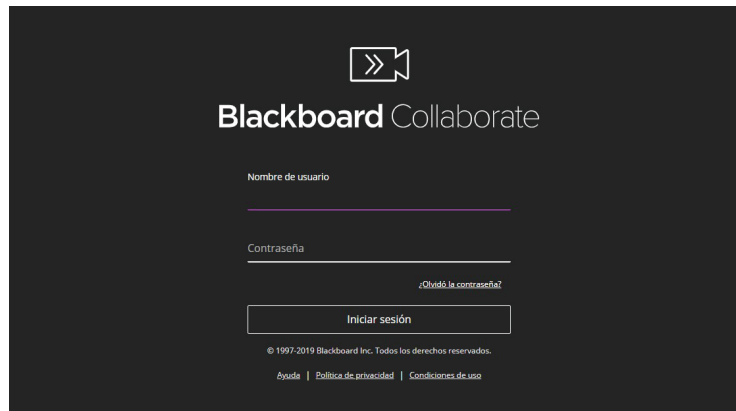 Blackboard Collaborate
Nombre de usuario
Contraseña
¿Olvidó la contraseña?
Iniciar sesión
© 1997-2019 Blackboard Inc. Todos los derechos reservados.
Ayuda | Política de privacidad | Condiciones de uso